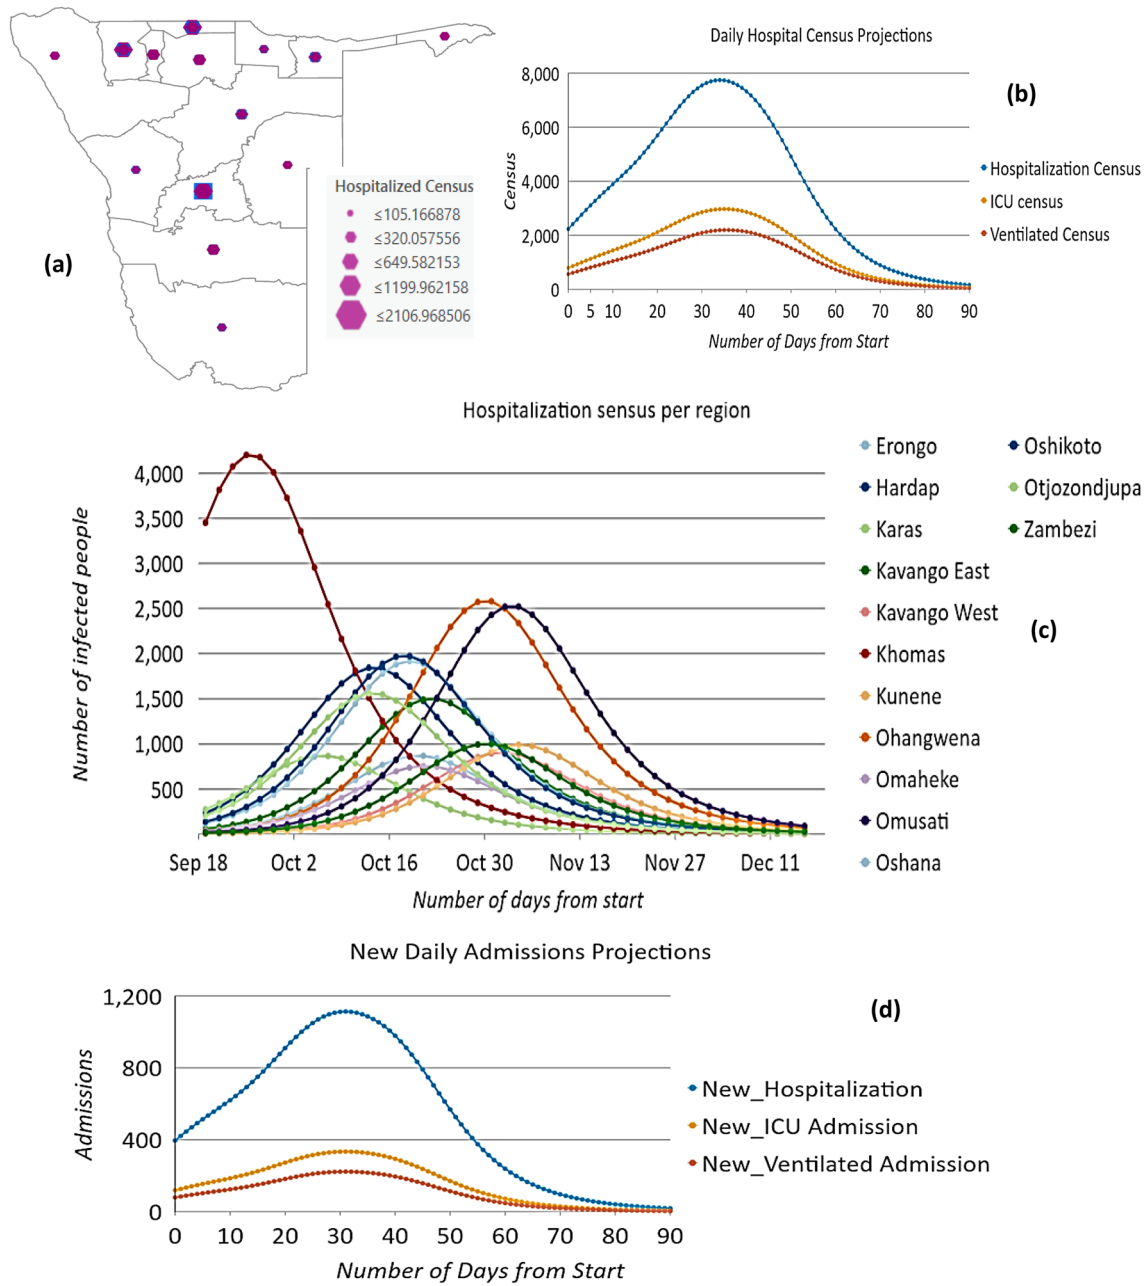 (a)
Hospitalized Census
≤105.166878
≤320.057556
≤649.582153
≤1199.962158
≤2106.968506
Daily Hospital Census Projections
(b)
Census
8,000
6,000
4,000
2,000
0
0 5 10 20 30 40 50 60 70 80 90
Number of Days from Start
Hospitalization Census
ICU census
Ventilated Census
Hospitalization sensus per region
(c)
Number of infected people
4,000
3,500
3,000
2,500
2,000
1,500
1,000
500
Sep 18 Oct 2 Oct 16 Oct 30 Nov 13 Nov 27 Dec 11
Number of days from start
Erongo
Hardap
Karas
Kavango East
Kavango West
Khomas
Kunene
Ohangwena
Omaheke
Omusati
Oshana
Oshikoto
Otjozondjupa
Zambezi
New Daily Admissions Projections
(d)
Admissions
1,200
800
400
0
0 10 20 30 40 50 60 70 80 90
Number of Days from Start
New_Hospitalization
New_ICU Admission
New_Ventilated Admission